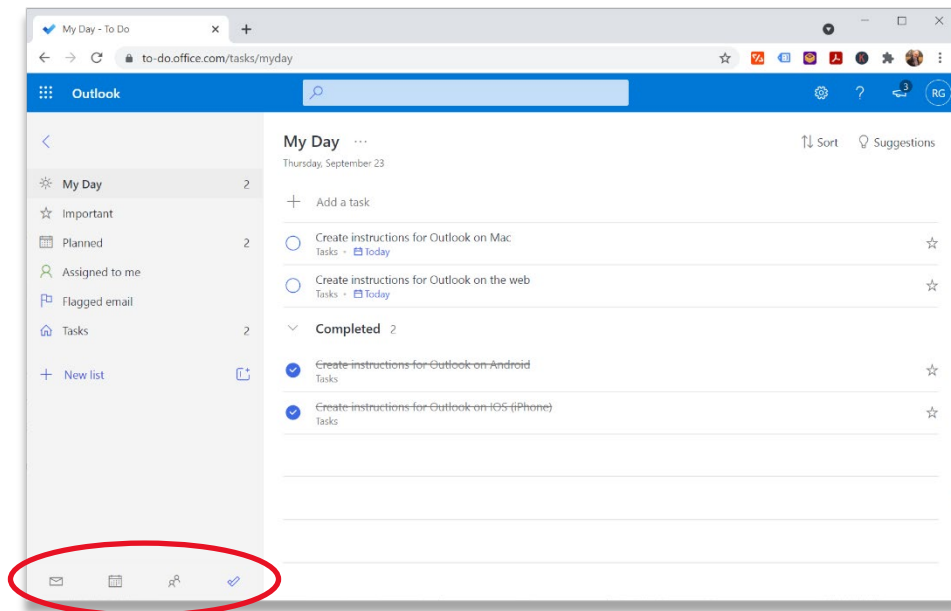 My Day - To Do
to-do.office.com/tasks/myday
Outlook
3
RG
My Day 2
Important
Planned 2
Assigned to me
Flagged email
Tasks 2
New list
My Day ...
Sort
Suggestions
Thursday, September 23
Add a task
Create instructions for Outlook on Mac
Tasks • Today
Create instructions for Outlook on the web
Tasks • Today
Completed 2
Create instructions for Outlook on Android
Tasks
Create instructions for Outlook on iOS (iPhone)
Tasks